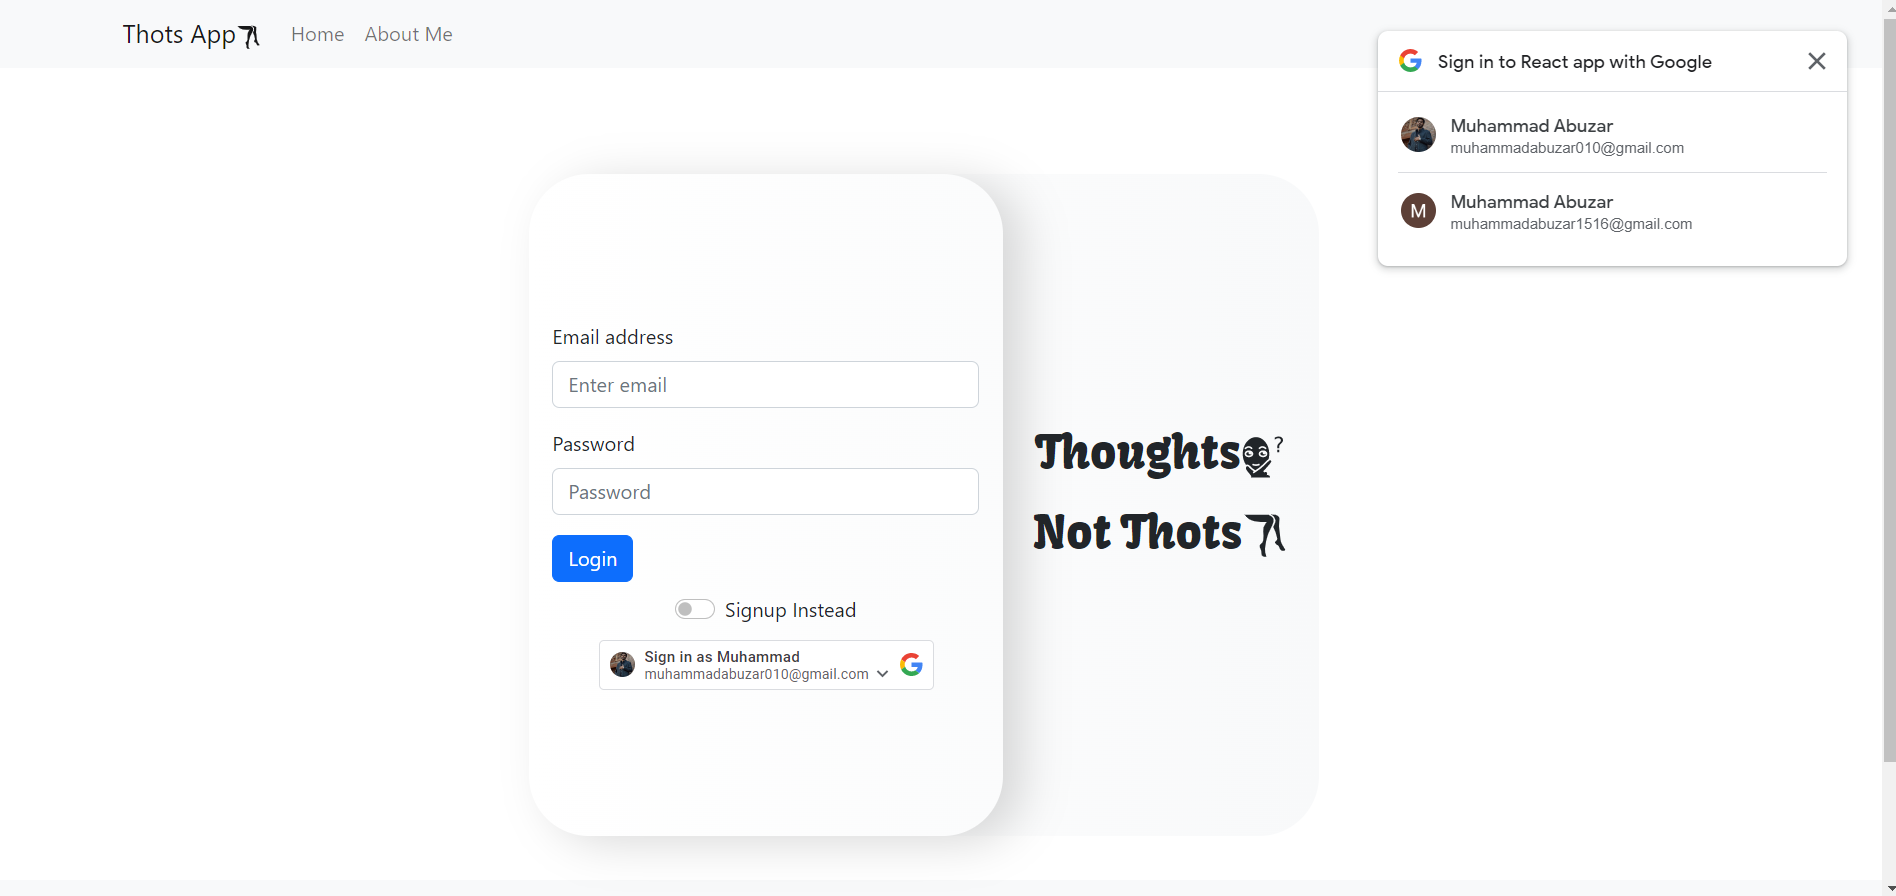 Thots App
Home
About Me
Sign in to React app with Google
Muhammad Abuzar
muhammadabuzar010@gmail.com
M
Muhammad Abuzar
muhammadabuzar1516@gmail.com
Email address
Enter email
Password
Password
Login
Signup Instead
Sign in as Muhammad
muhammadabuzar010@gmail.com
Thoughts?
Not Thots